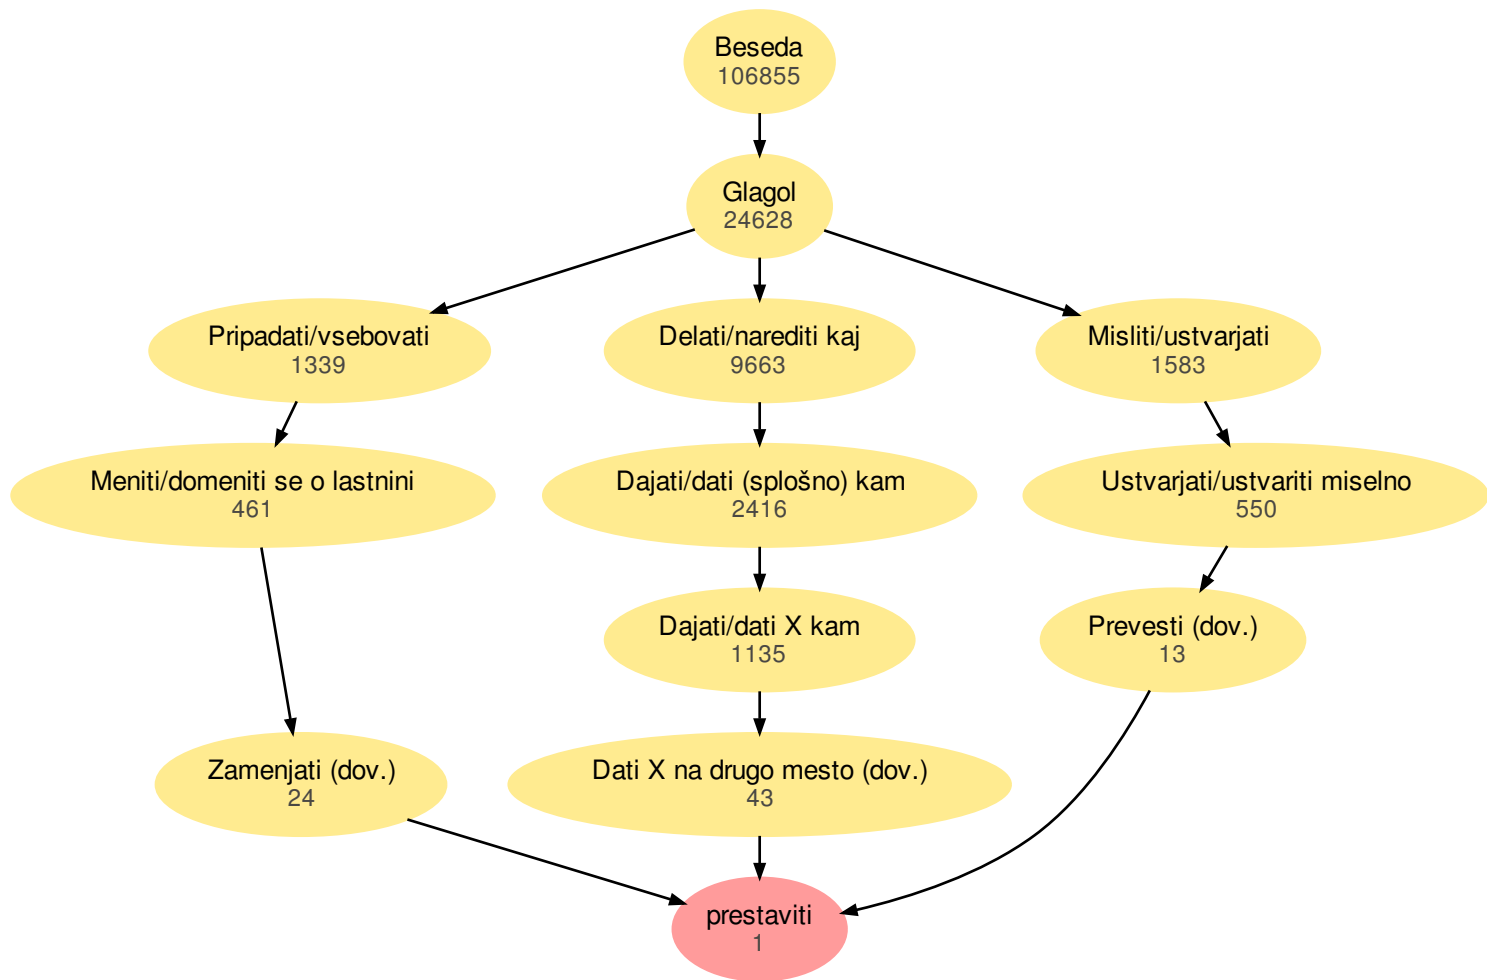 Beseda
106855
Glagol
24628
Pripadati/vsebovati
1339
Delati/narediti kaj
9663
Misliti/ustvarjati
1583
Meniti/domeniti se o lastnini
461
Dajati/dati (splošno) kam
2416
Ustvarjati/ustvariti miselno
550
Dajati/dati X kam
1135
Prevesti (dov.)
13
Zamenjati (dov.)
24
Dati X na drugo mesto (dov.)
43
prestaviti
1